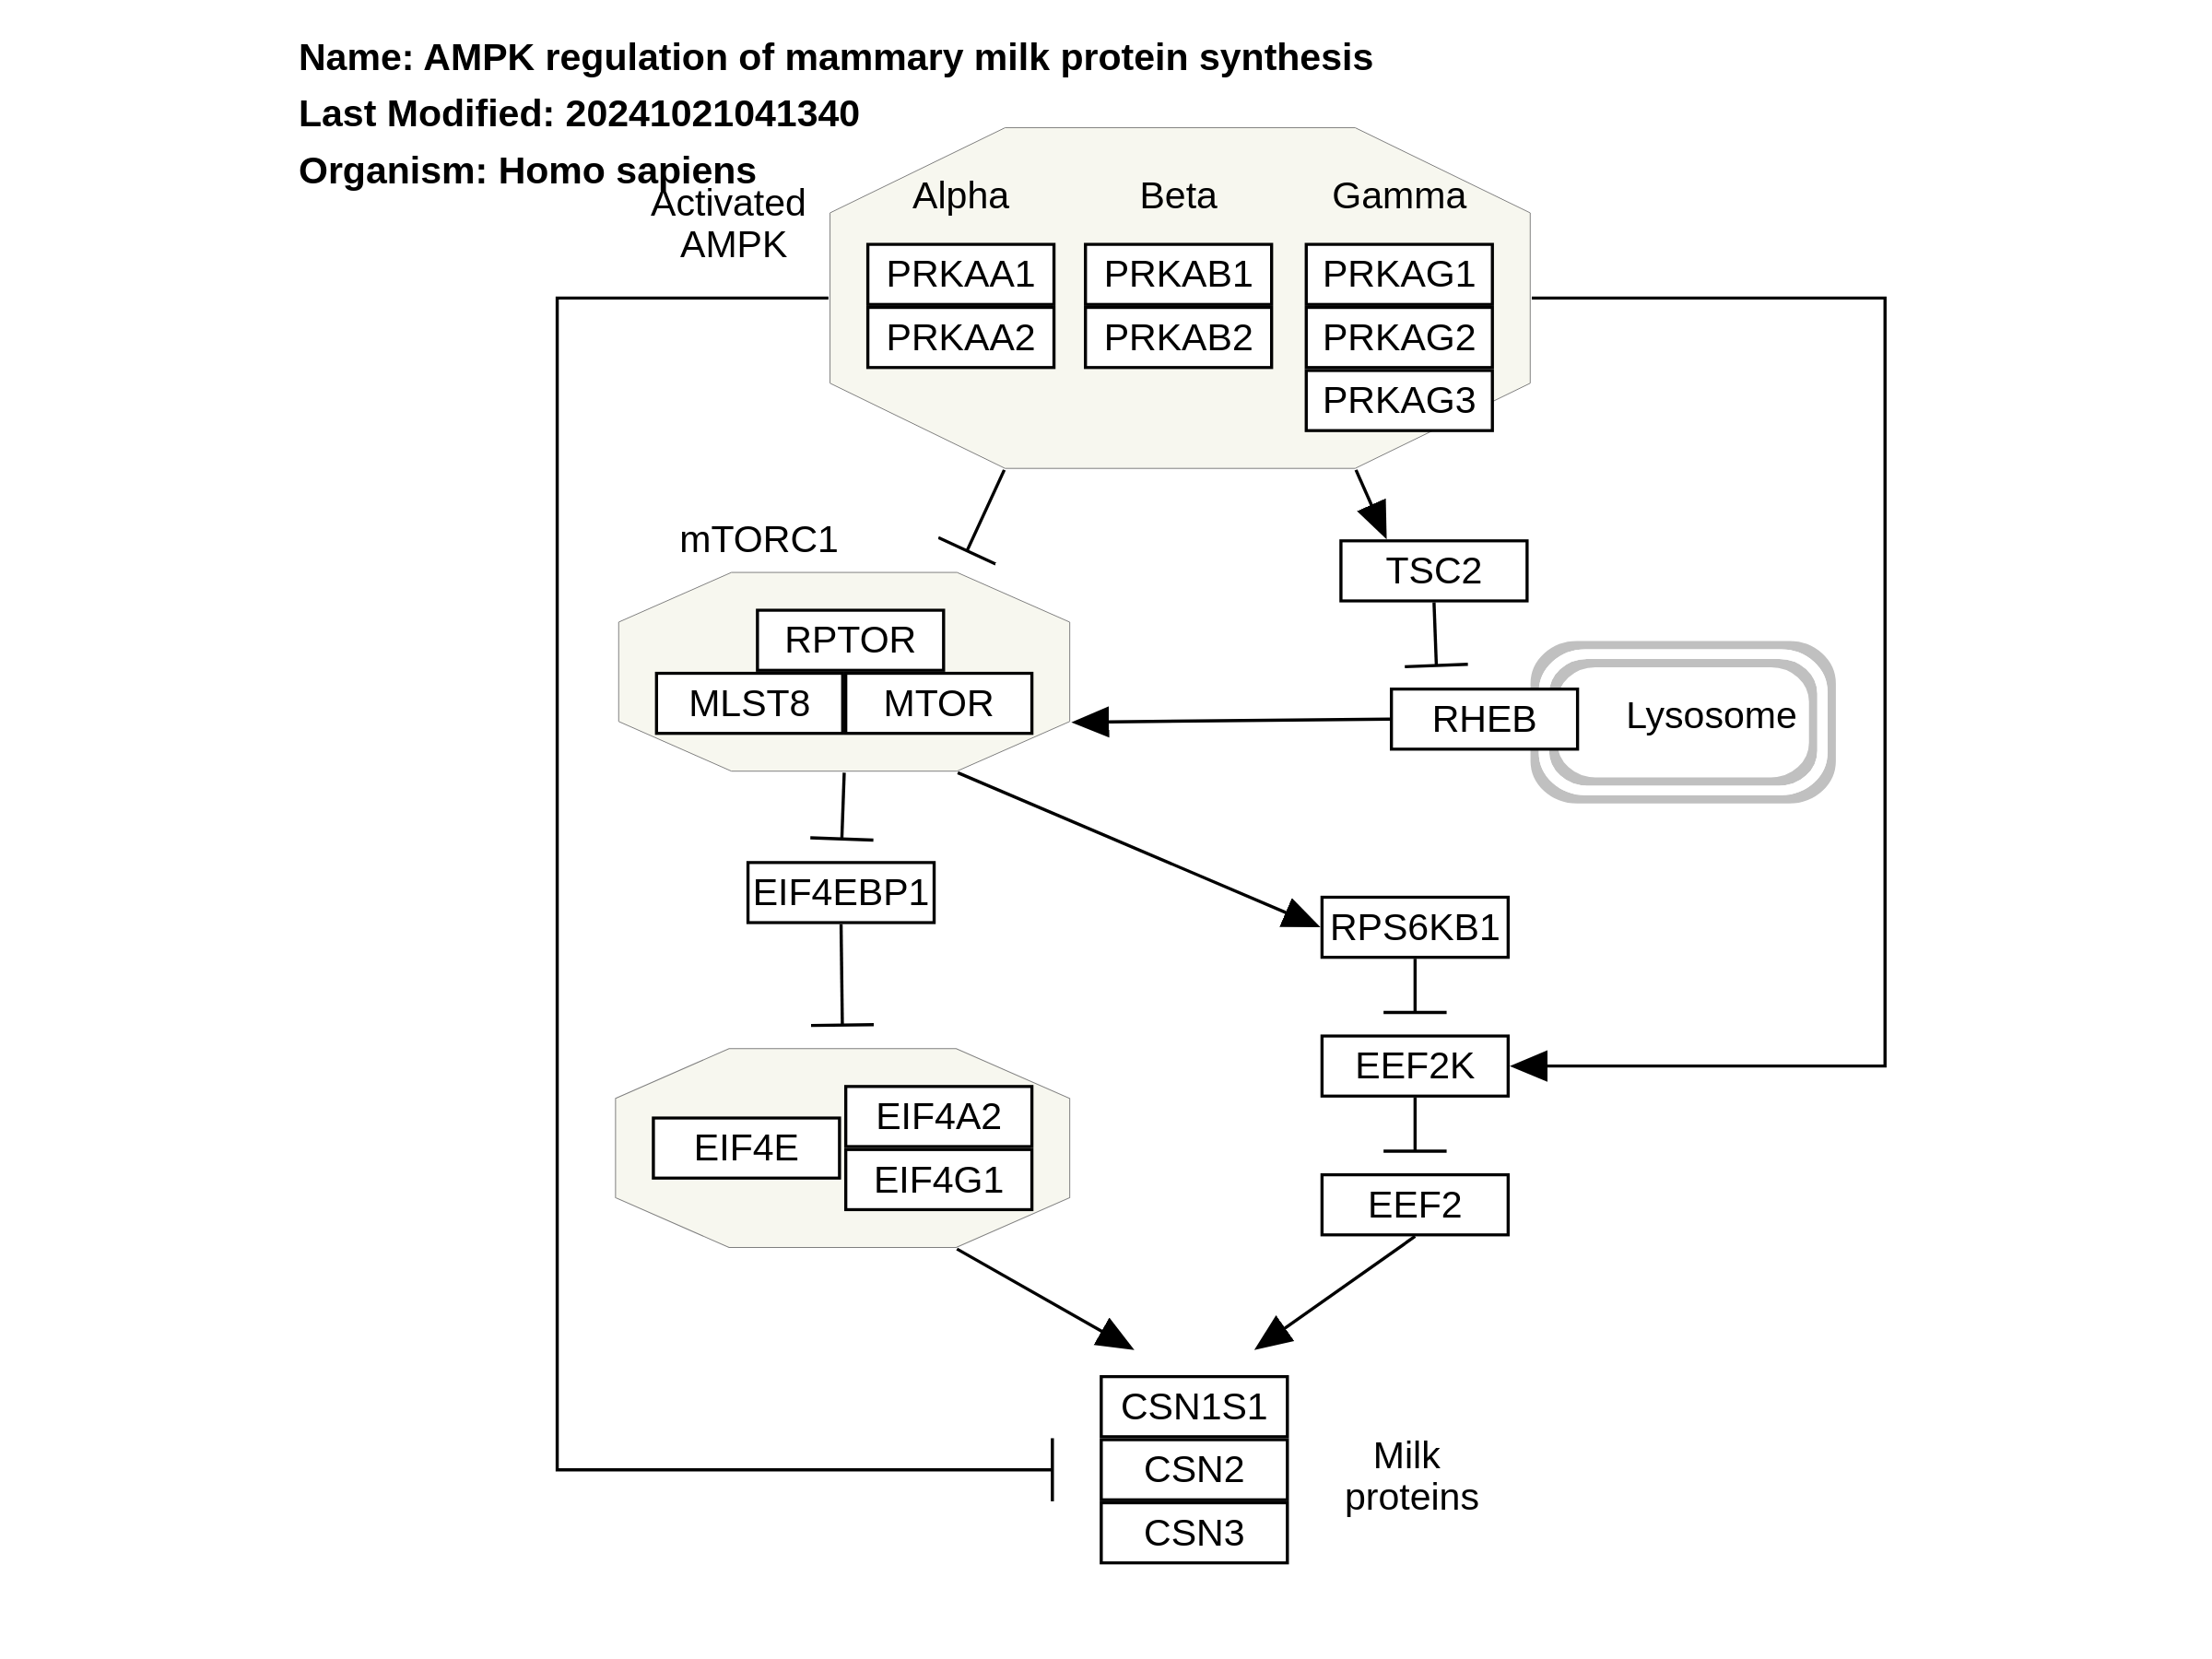 Name: AMPK regulation of mammary milk protein synthesis
Last Modified: 20241021041340
Organism: Homo sapiens
Activated
AMPK
Alpha
Beta
Gamma
PRKAA1
PRKAB1
PRKAG1
PRKAA2
PRKAB2
PRKAG2
PRKAG3
mTORC1
TSC2
RPTOR
MLST8
MTOR
RHEB
Lysosome
EIF4EBP1
RPS6KB1
EEF2K
EIF4A2
EIF4E
EIF4G1
EEF2
CSN1S1
CSN2
CSN3
Milk
proteins